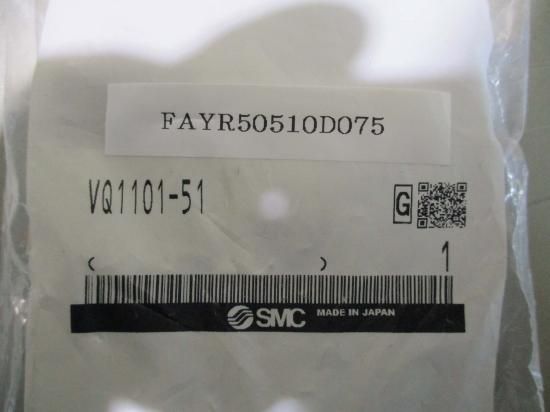 FAYR50510D075
VQ1101-51
G
( ) 1
SMC MADE IN JAPAN